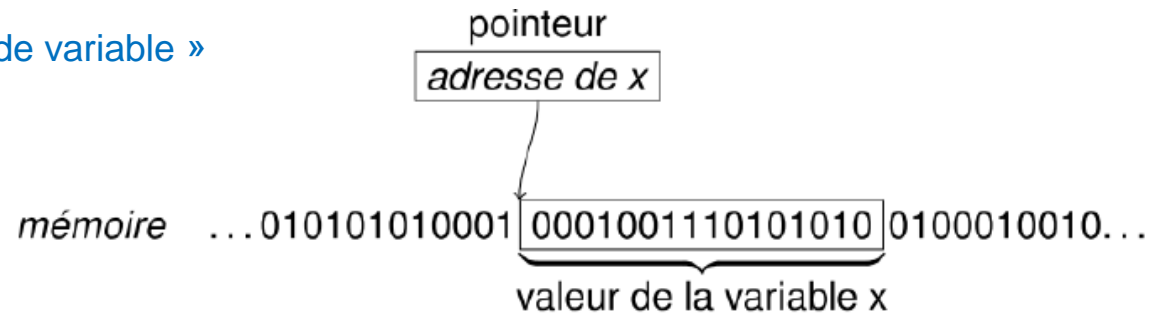 de variable »
pointeur
adresse de x
mémoire ...010101010001 0001001110101010 0100010010...
valeur de la variable x